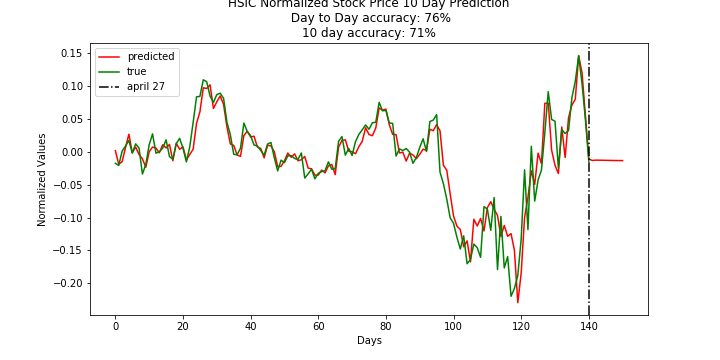 HSIC Normalized Stock Price 10 Day Prediction
Day to Day accuracy: 76%
10 day accuracy: 71%
predicted
true
april 27
0.15
0.10
0.05
0.00
−0.05
−0.10
−0.15
−0.20
Normalized Values
0 20 40 60 80 100 120 140
Days